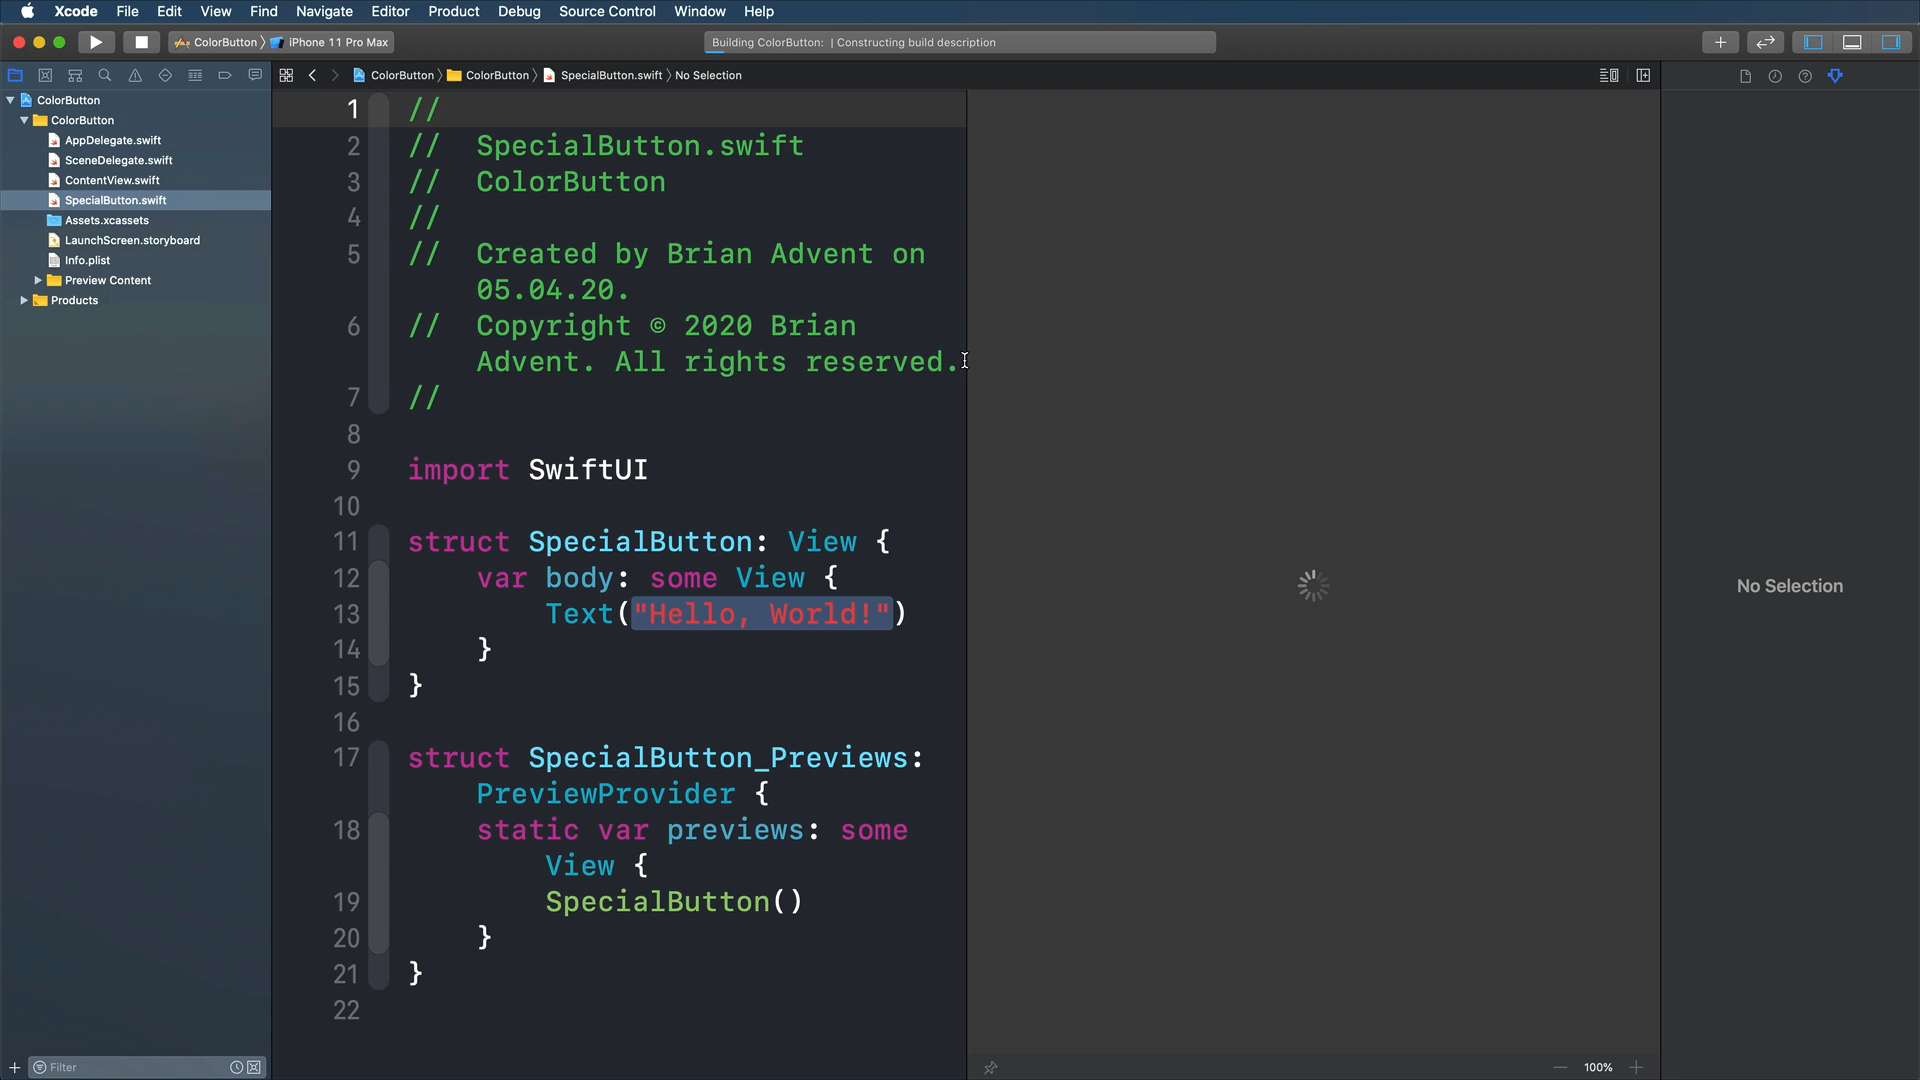 Xcode File Edit View Find Navigate Editor Product Debug Source Control Window Help
ColorButton iPhone 11 Pro Max
Building ColorButton: | Constructing build description
ColorButton ColorButton SpecialButton.swift No Selection
ColorButton
ColorButton
AppDelegate.swift
SceneDelegate.swift
ContentView.swift
SpecialButton.swift
Assets.xcassets
LaunchScreen.storyboard
Info.plist
Preview Content
Products
Filter
1 //
2 // SpecialButton.swift
3 // ColorButton
4 //
5 // Created by Brian Advent on
05.04.20.
6 // Copyright © 2020 Brian
Advent. All rights reserved.
7 //
8
9 import SwiftUI
10
11 struct SpecialButton: View {
12 var body: some View {
13 Text("Hello, World!")
14 }
15 }
16
17 struct SpecialButton_Previews:
PreviewProvider {
18 static var previews: some
View {
19 SpecialButton()
20 }
21 }
22
100%
No Selection